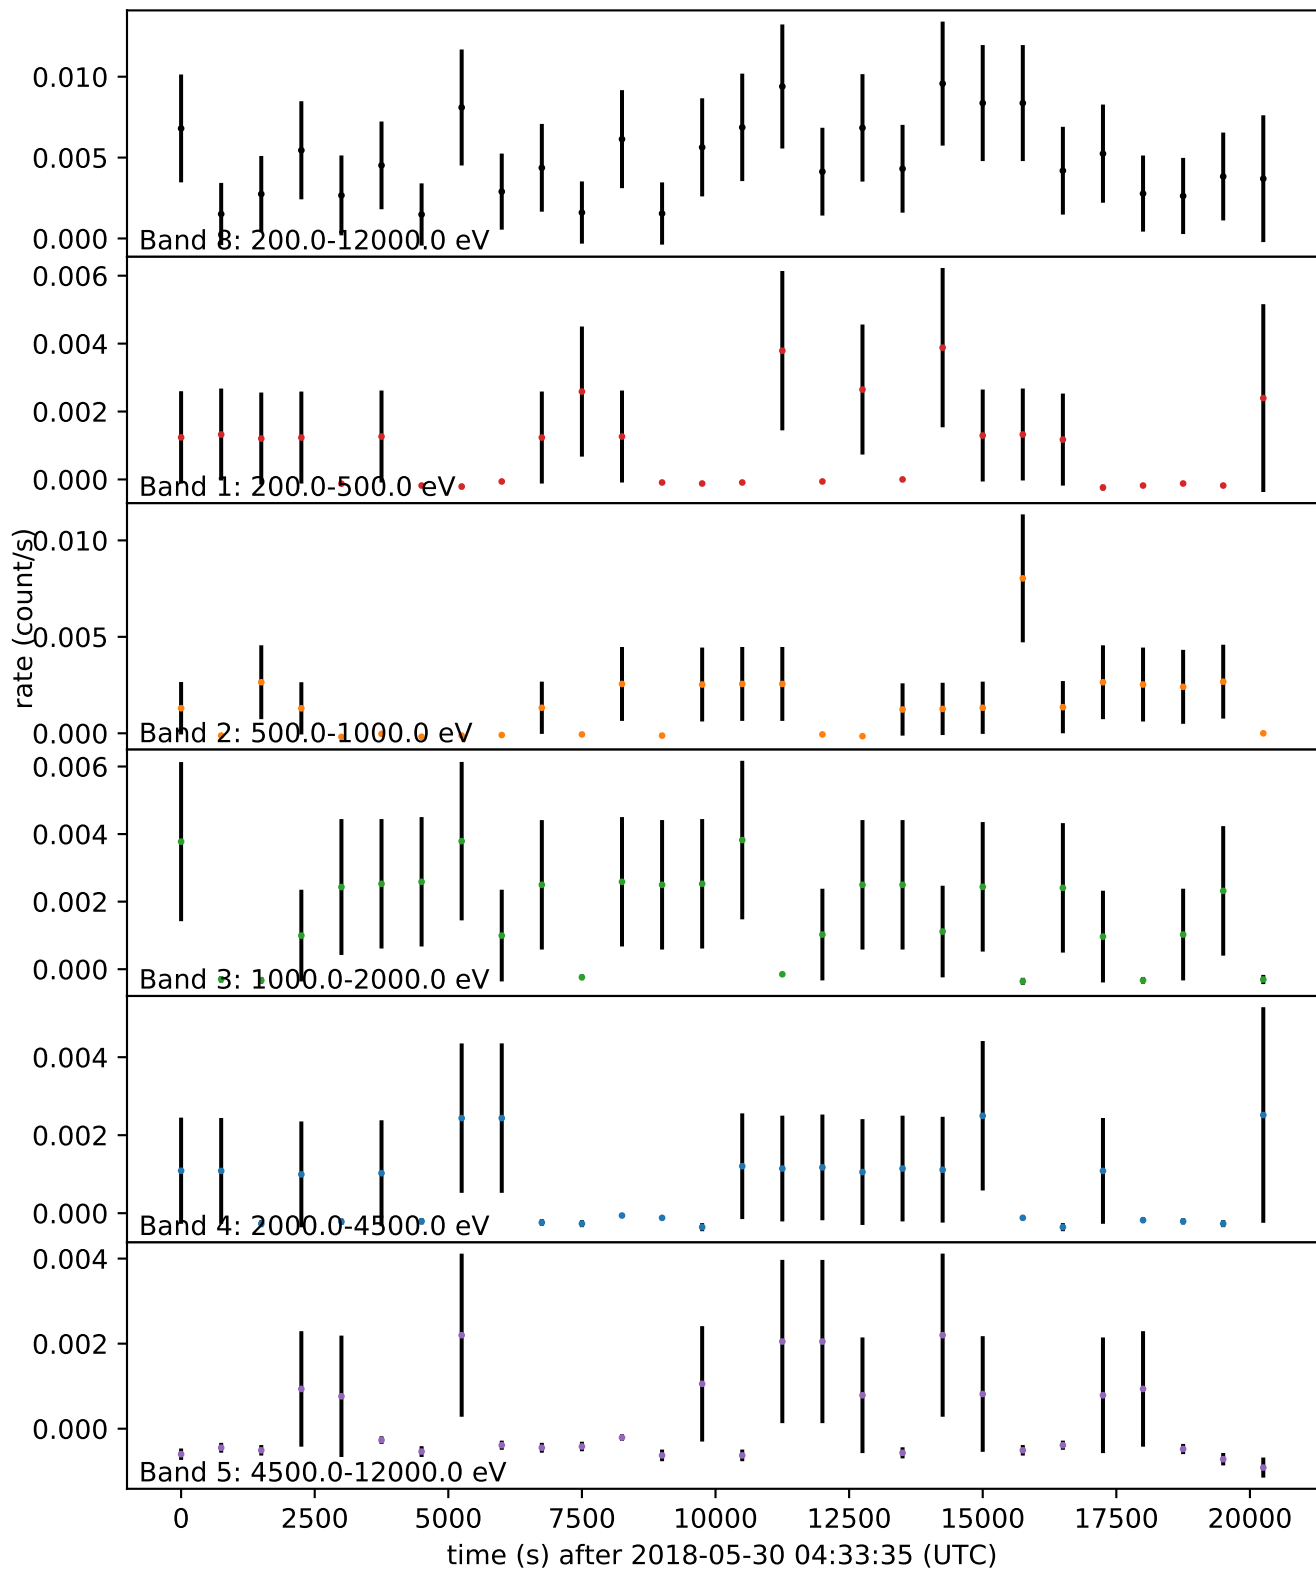 0.010
0.005
0.000
Band 8: 200.0-12000.0 eV
0.006
0.004
0.002
0.000
Band 1: 200.0-500.0 eV
rate (count/s)
0.010
0.005
0.000
Band 2: 500.0-1000.0 eV
0.006
0.004
0.002
0.000
Band 3: 1000.0-2000.0 eV
0.004
0.002
0.000
Band 4: 2000.0-4500.0 eV
0.004
0.002
0.000
Band 5: 4500.0-12000.0 eV
0 2500 5000 7500 10000 12500 15000 17500 20000
time (s) after 2018-05-30 04:33:35 (UTC)